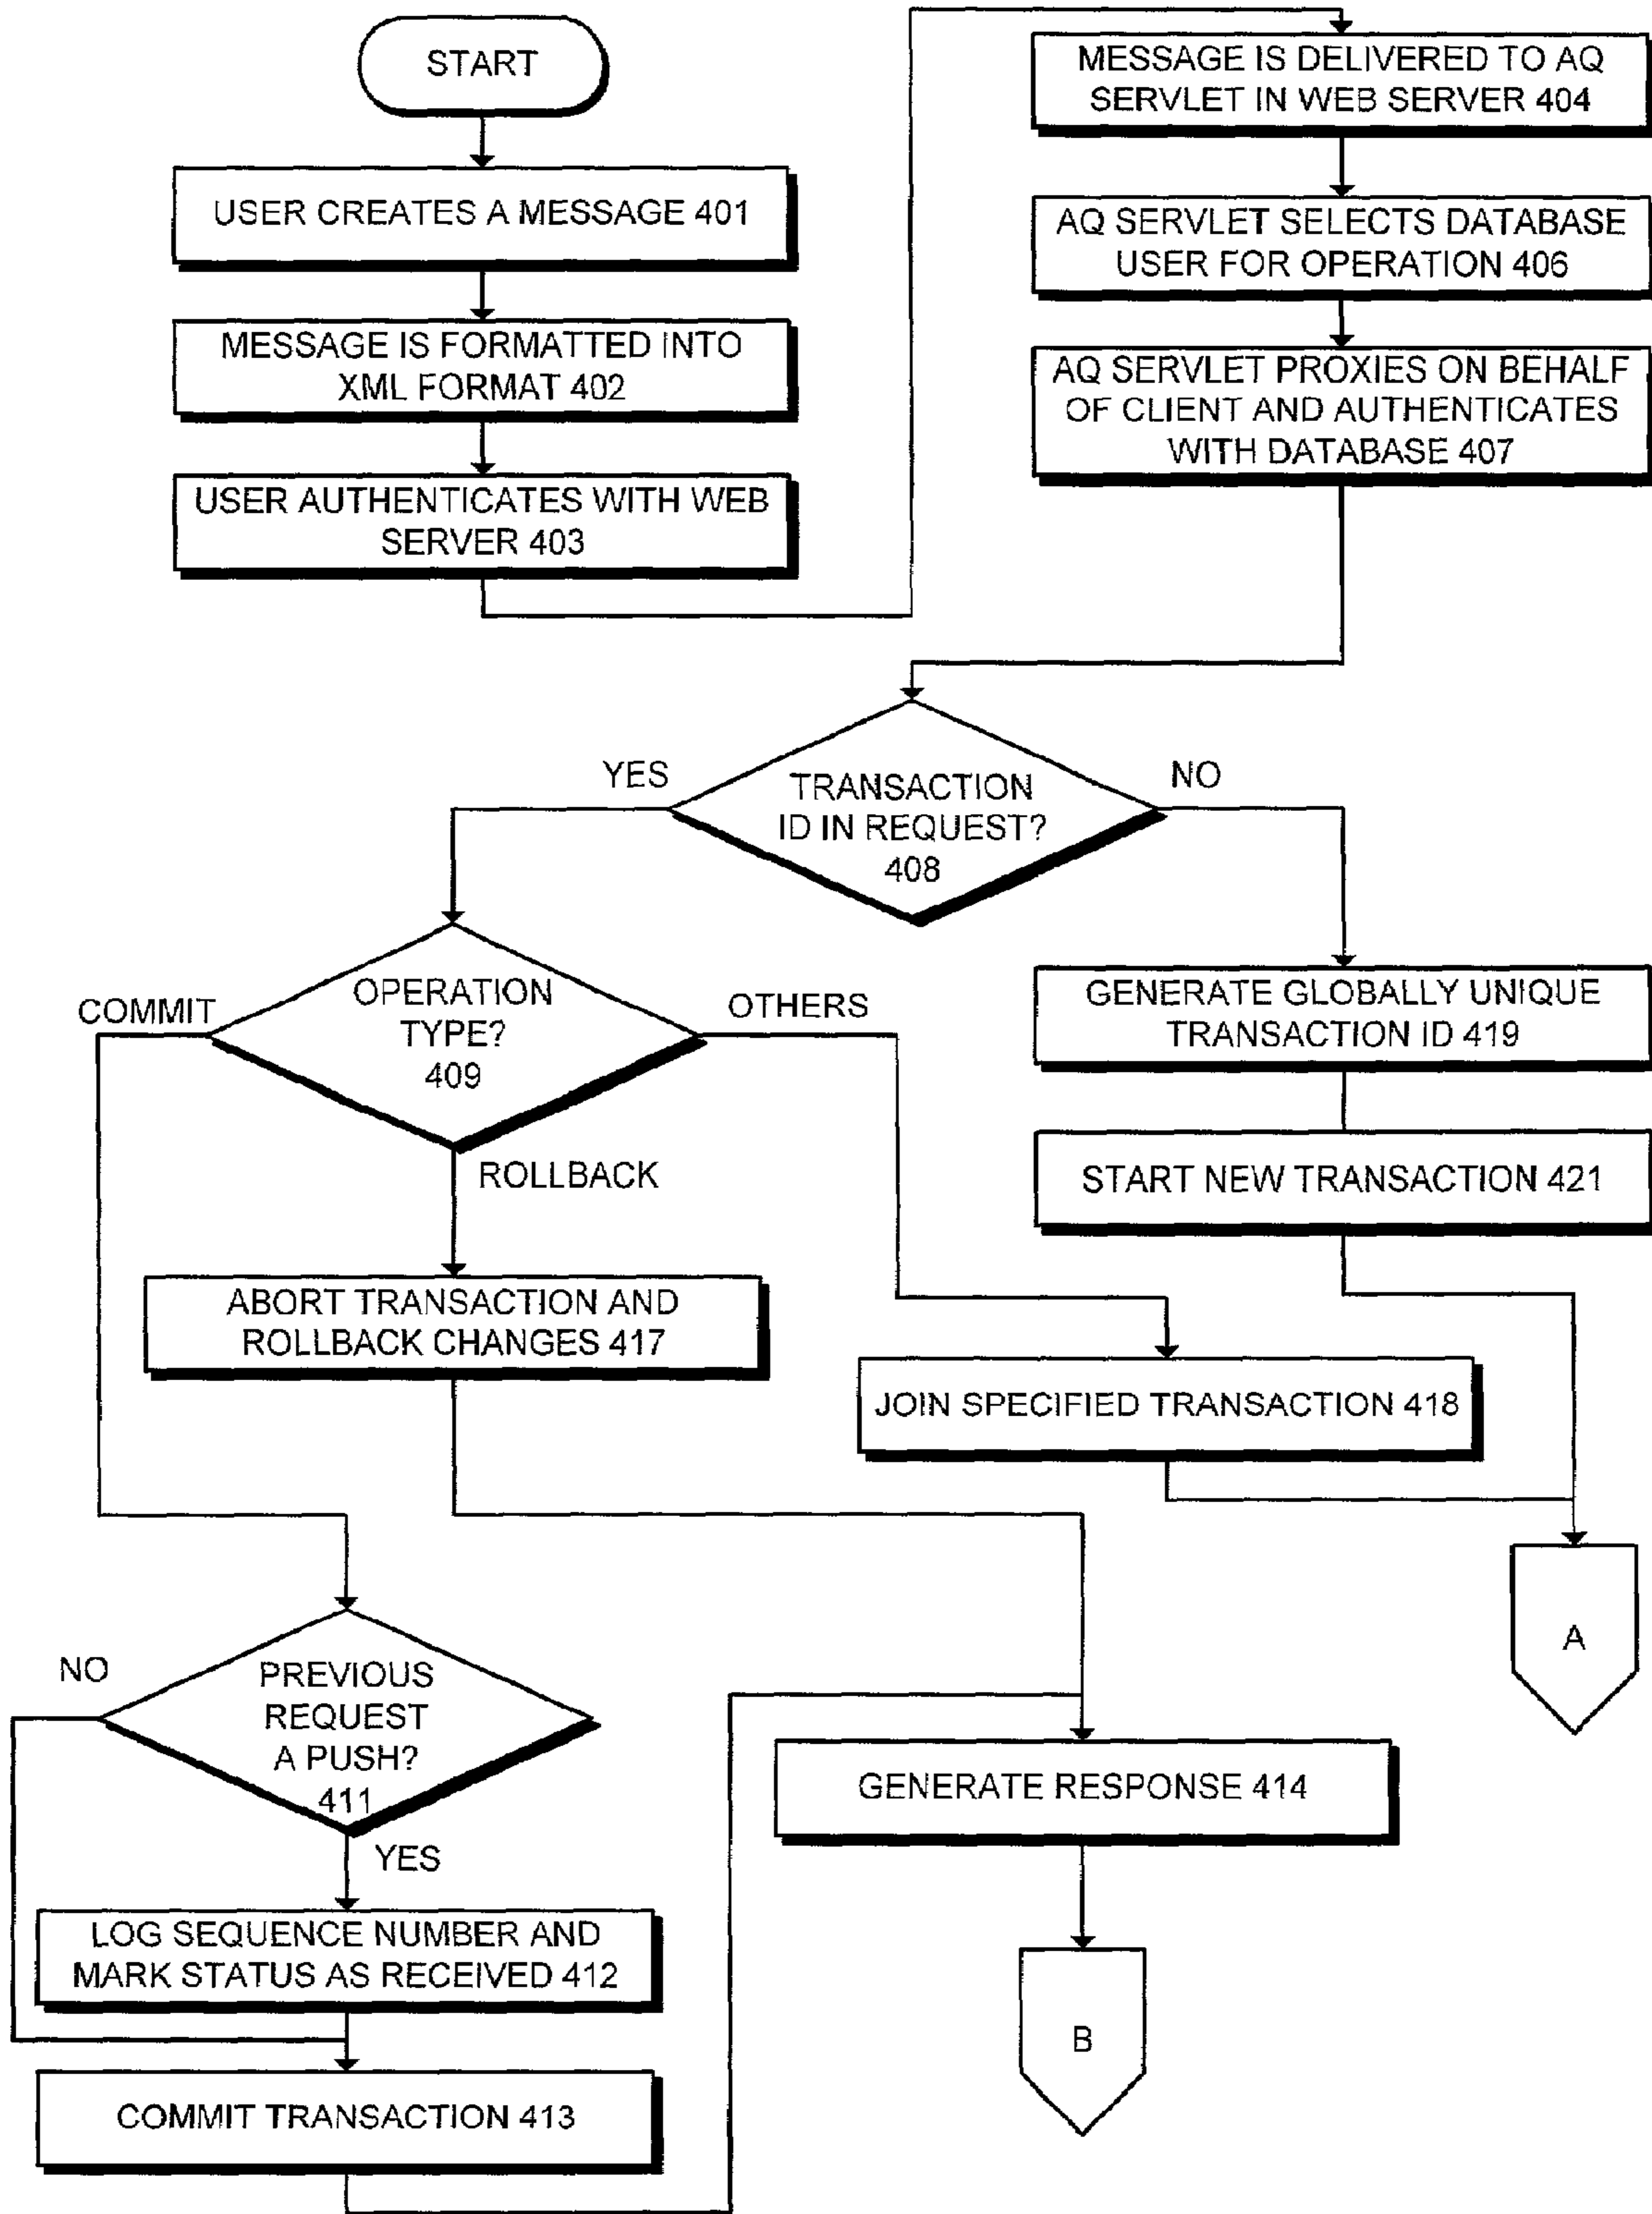 START
USER CREATES A MESSAGE 401
MESSAGE IS FORMATTED INTO
XML FORMAT 402
USER AUTHENTICATES WITH WEB
SERVER 403
MESSAGE IS DELIVERED TO AQ
SERVLET IN WEB SERVER 404
AQ SERVLET SELECTS DATABASE
USER FOR OPERATION 406
AQ SERVLET PROXIES ON BEHALF
OF CLIENT AND AUTHENTICATES
WITH DATABASE 407
YES
TRANSACTION
ID IN REQUEST?
408
NO
COMMIT
OPERATION
TYPE?
409
OTHERS
ROLLBACK
GENERATE GLOBALLY UNIQUE
TRANSACTION ID 419
START NEW TRANSACTION 421
ABORT TRANSACTION AND
ROLLBACK CHANGES 417
JOIN SPECIFIED TRANSACTION 418
A
NO
PREVIOUS
REQUEST
A PUSH?
411
YES
GENERATE RESPONSE 414
LOG SEQUENCE NUMBER AND
MARK STATUS AS RECEIVED 412
B
COMMIT TRANSACTION 413